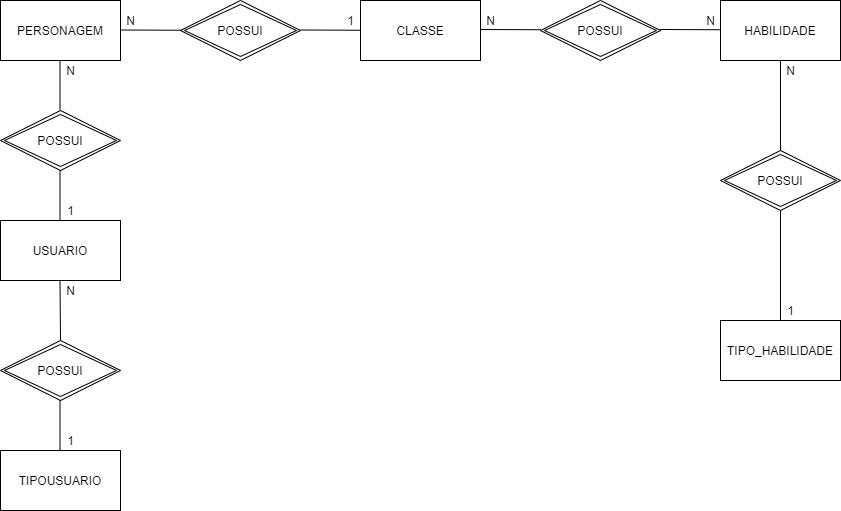 PERSONAGEM
N
POSSUI
1
CLASSE
N
POSSUI
N
HABILIDADE
N
N
POSSUI
POSSUI
1
USUARIO
N
1
TIPO_HABILIDADE
POSSUI
1
TIPOUSUARIO